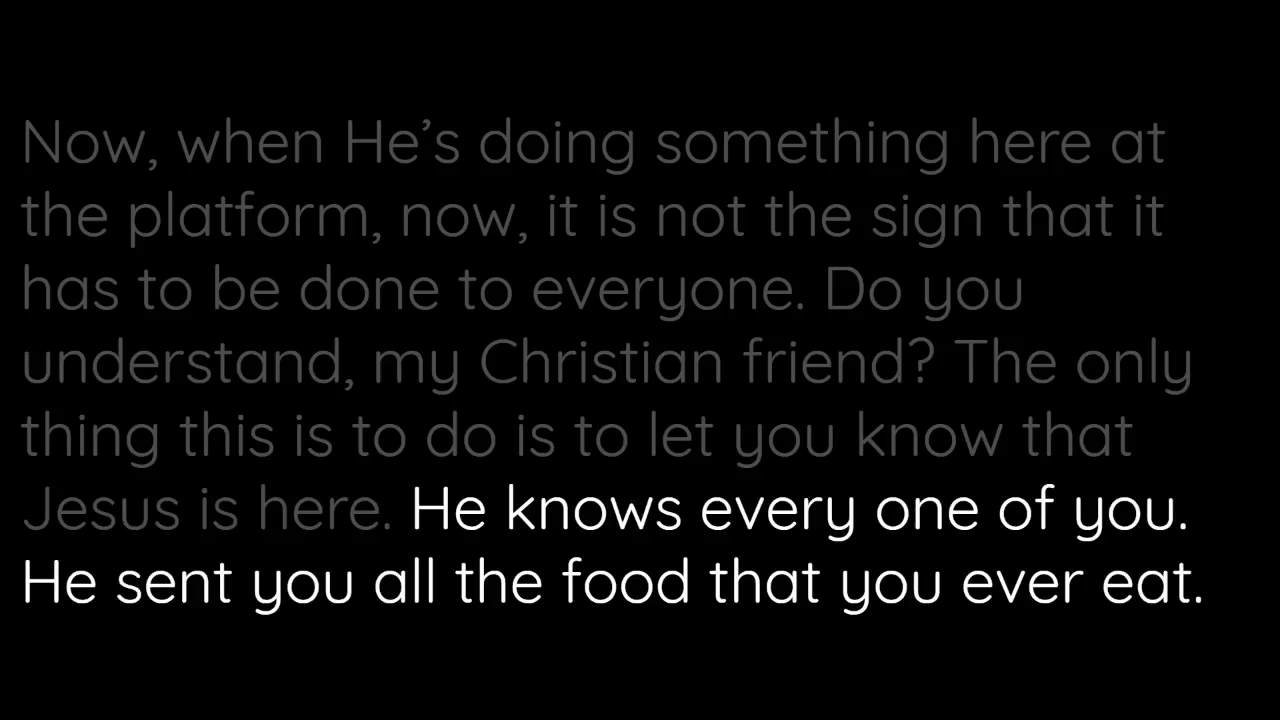 Now, when He’s doing something here at
the platform, now, it is not the sign that it
has to be done to everyone. Do you
understand, my Christian friend? The only
thing this is to do is to let you know that
Jesus is here. He knows every one of you.
He sent you all the food that you ever eat.